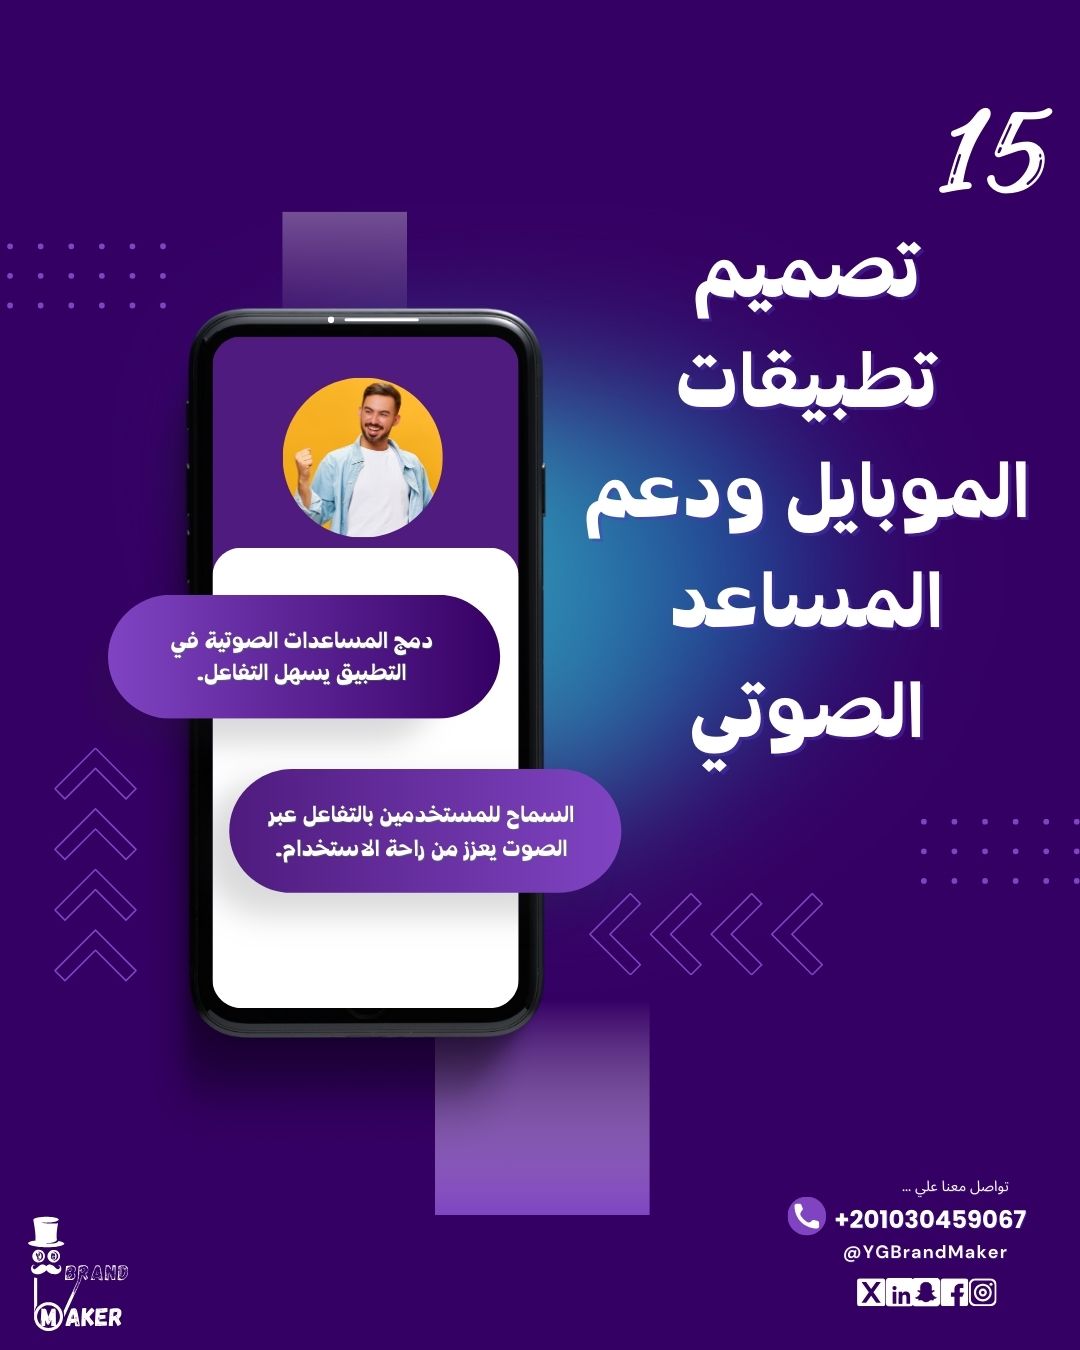 15
تصميم
تطبيقات
الموبايل ودعم
المساعد
الصوتي
دمج المساعدات الصوتية في
التطبيق يسهل التفاعل.
السماح للمستخدمين بالتفاعل عبر
الصوت يعزز من راحة الاستخدام.
تواصل معنا علي ...
+201030459067
@YGBrandMaker
BRAND
MAKER